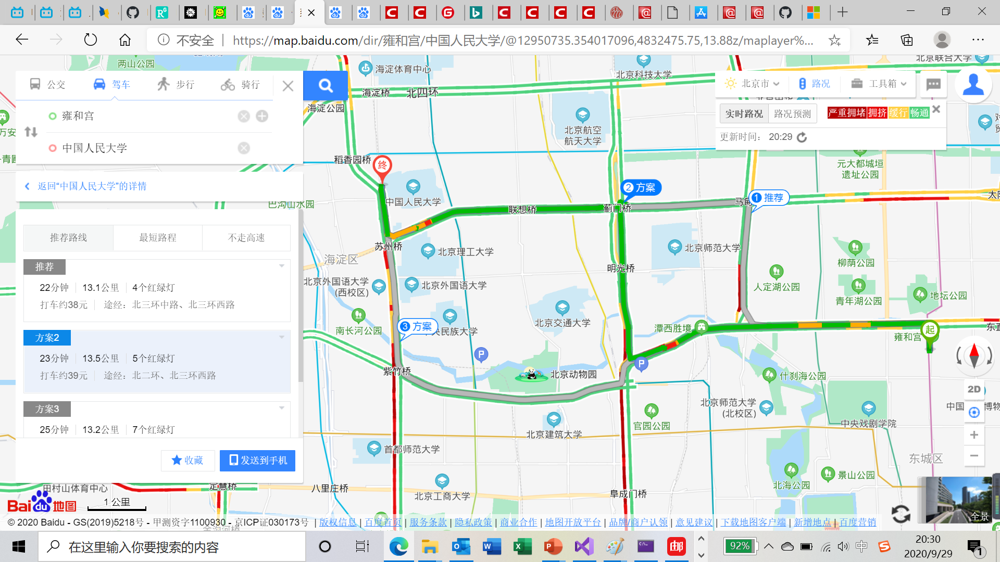 不安全
https://map.baidu.com/dir/雍和宫/中国人民大学/@12950735.354017096,4832475.75,13.88z/maplayer%...
公交
驾车
步行
骑行
雍和宫
中国人民大学
返回“中国人民大学”的详情
推荐路线
最短路程
不走高速
推荐
22分钟
13.1公里
4个红绿灯
打车约38元
途经：北三环中路、北三环西路
方案2
23分钟
13.5公里
5个红绿灯
打车约39元
途经：北二环、北三环西路
方案3
25分钟
13.2公里
7个红绿灯
收藏
发送到手机
北京市
路况
工具箱
实时路况
路况预测
严重拥堵
拥挤
缓行
畅通
更新时间： 20:29
两山公园
海淀体育中心
北京科技大学
北京联合大学
海淀桥
北四环
海淀公园
北京航空
航天大学
元大都城垣
遗址公园
稻香园桥
终
中国人民大学
2 方案
1 推荐
联想桥
蓟门桥
巴沟山水园
苏州桥
北京理工大学
北京师范大学
海淀区
柳荫公园
明光桥
北京外国语大学
(西校区)
北京外国语大学
人定湖公园
青年湖公园
地坛公园
北京交通大学
南长河公园
3 方案
央民族大学
潭西胜境
起
雍和宫
P
P
紫竹桥
北京动物园
什刹海公园
2D
北京师范大学
(北校区)
中央戏剧学院
官园公园
北京建筑大学
首都师范大学
东城区
景山公园
北海公园
田村山体育中心
定慧桥
八里庄桥
北京工商大学
阜成门桥
Bai du 地图
1 公里
全景
© 2020 Baidu - GS(2019)5218号 - 甲测资字1100930 - 京ICP证030173号 | 版权信息 | 百度首页 | 服务条款 | 隐私政策 | 商业合作 | 地图开放平台 | 品牌/商户认领 | 意见建议 | 下载地图客户端 | 新增地点 | 百度营销
在这里输入你要搜索的内容
92%
中
20:30
2020/9/29
1